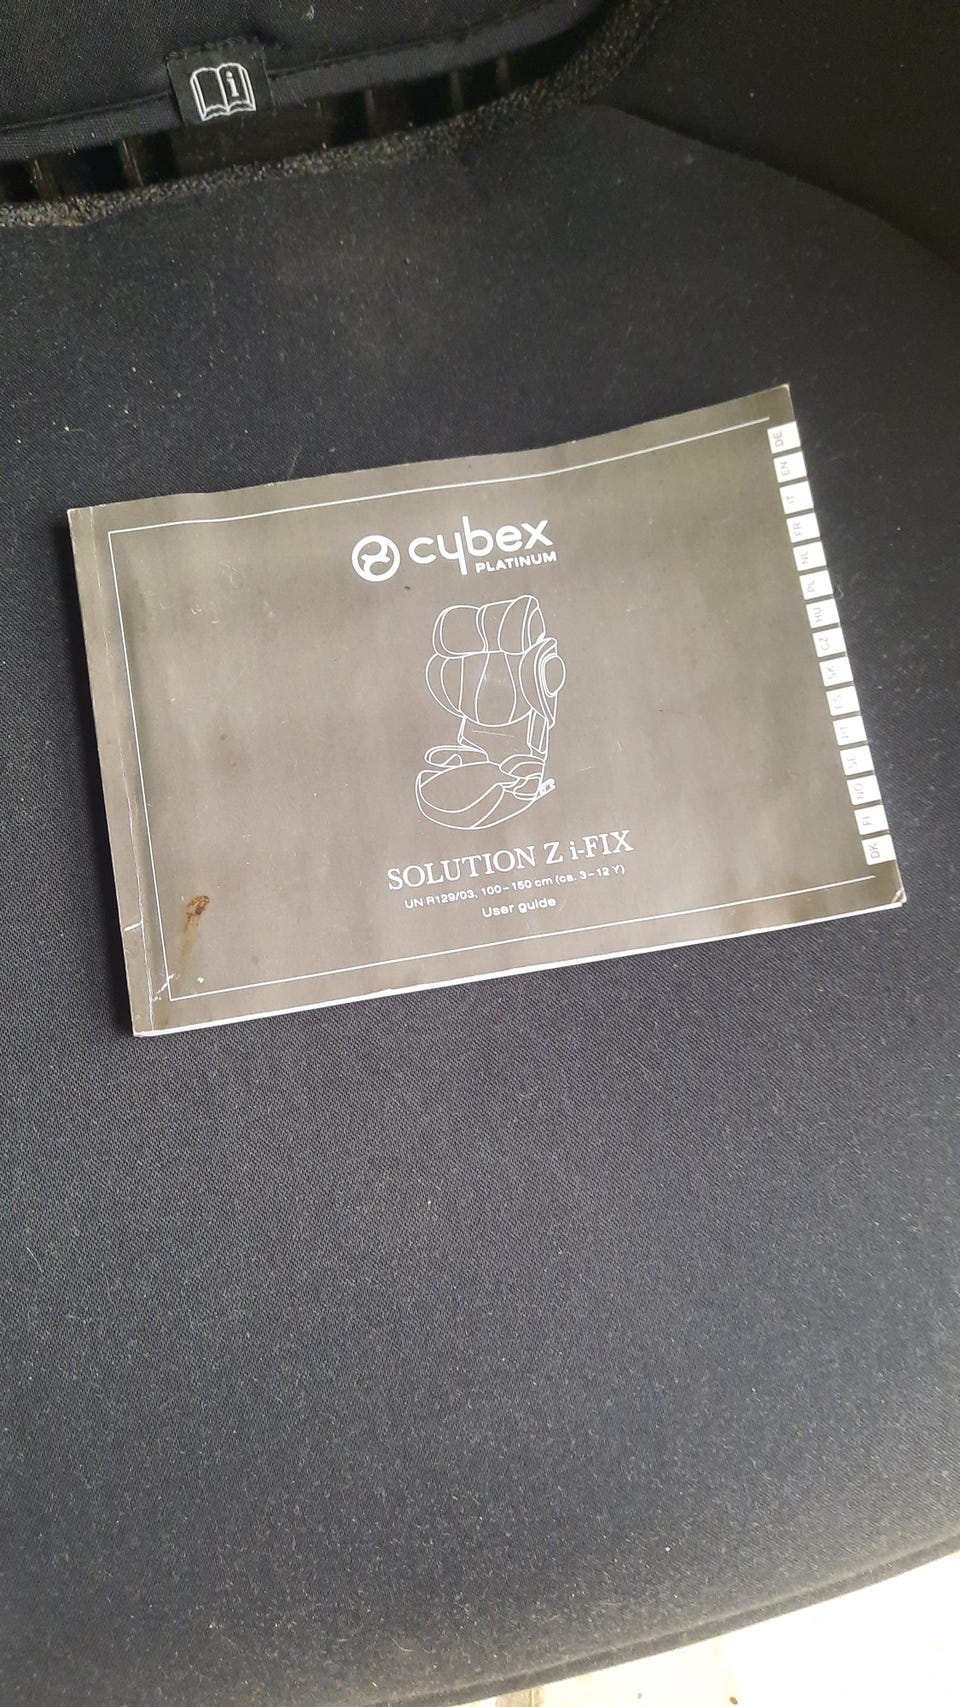 i
cybex
PLATINUM
SOLUTION Z i-FIX
UN R129/03, 100-150 cm (ca. 3-12 Y)
User guide
DE
EN
IT
FR
NL
PL
HU
CZ
SK
ES
PT
SE
NO
FI
DK